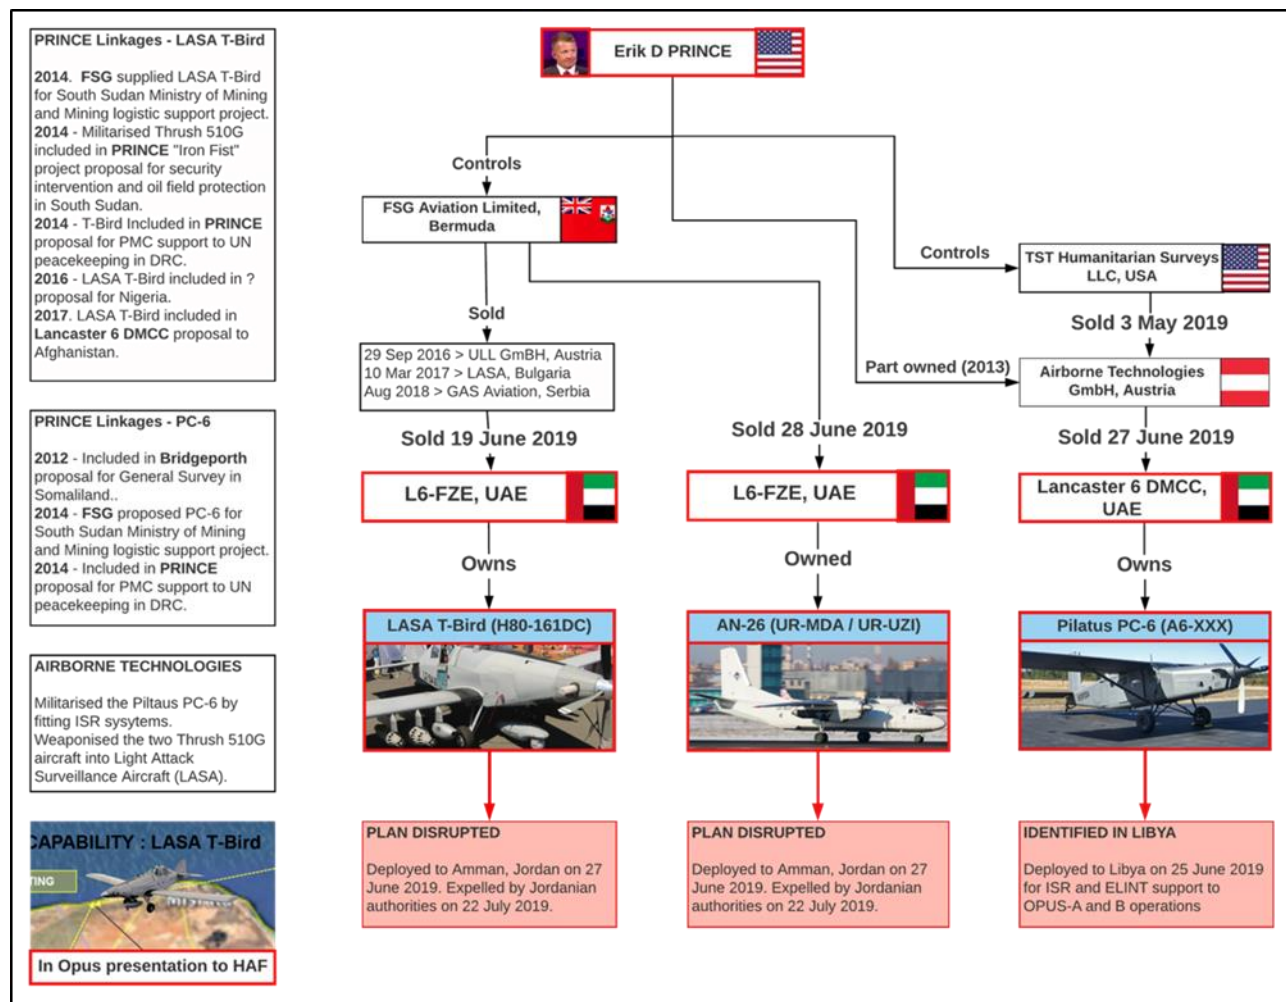 PRINCE Linkages - LASA T-Bird
2014.  FSG supplied LASA T-Bird
for South Sudan Ministry of Mining
and Mining logistic support project.
2014 - Militarised Thrush 510G
included in PRINCE "Iron Fist"
project proposal for security
intervention and oil field protection
in South Sudan.
2014 - T-Bird Included in PRINCE
proposal for PMC support to UN
peacekeeping in DRC.
2016 - LASA T-Bird included in ?
proposal for Nigeria.
2017. LASA T-Bird included in
Lancaster 6 DMCC proposal to
Afghanistan.
PRINCE Linkages - PC-6
2012 - Included in Bridgeporth
proposal for General Survey in
Somaliland..
2014 - FSG proposed PC-6 for
South Sudan Ministry of Mining
and Mining logistic support project.
2014 - Included in PRINCE
proposal for PMC support to UN
peacekeeping in DRC.
AIRBORNE TECHNOLOGIES
Militarised the Piltaus PC-6 by
fitting ISR sysytems.
Weaponised the two Thrush 510G
aircraft into Light Attack
Surveillance Aircraft (LASA).
CAPABILITY : LASA T-Bird
TING
In Opus presentation to HAF
Erik D PRINCE
Controls
FSG Aviation Limited,
Bermuda
Sold
29 Sep 2016 > ULL GmBH, Austria
10 Mar 2017 > LASA, Bulgaria
Aug 2018 > GAS Aviation, Serbia
Sold 19 June 2019
L6-FZE, UAE
Owns
LASA T-Bird (H80-161DC)
PLAN DISRUPTED
Deployed to Amman, Jordan on 27
June 2019. Expelled by Jordanian
authorities on 22 July 2019.
Sold 28 June 2019
L6-FZE, UAE
Owned
AN-26 (UR-MDA / UR-UZI)
PLAN DISRUPTED
Deployed to Amman, Jordan on 27
June 2019. Expelled by Jordanian
authorities on 22 July 2019.
Controls
TST Humanitarian Surveys
LLC, USA
Sold 3 May 2019
Part owned (2013)
Airborne Technologies
GmbH, Austria
Sold 27 June 2019
Lancaster 6 DMCC,
UAE
Owns
Pilatus PC-6 (A6-XXX)
IDENTIFIED IN LIBYA
Deployed to Libya on 25 June 2019
for ISR and ELINT support to
OPUS-A and B operations